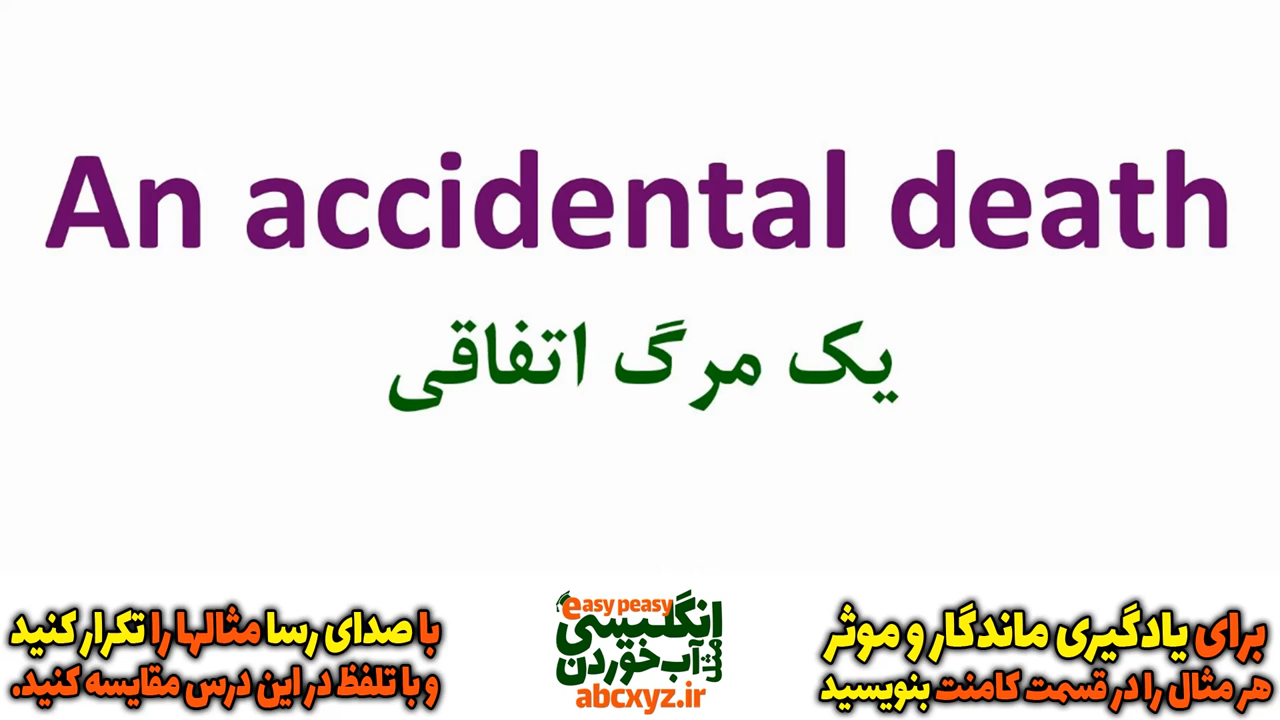 An accidental death
یک مرگ اتفاقی
برای یادگیری ماندگار و موثر
هر مثال را در قسمت کامنت بنویسید
easy peasy
انگلیسی
مثل
آب خوردن
abcxyz.ir
با صدای رسا مثالها را تکرار کنید
و با تلفظ در این درس مقایسه کنید.